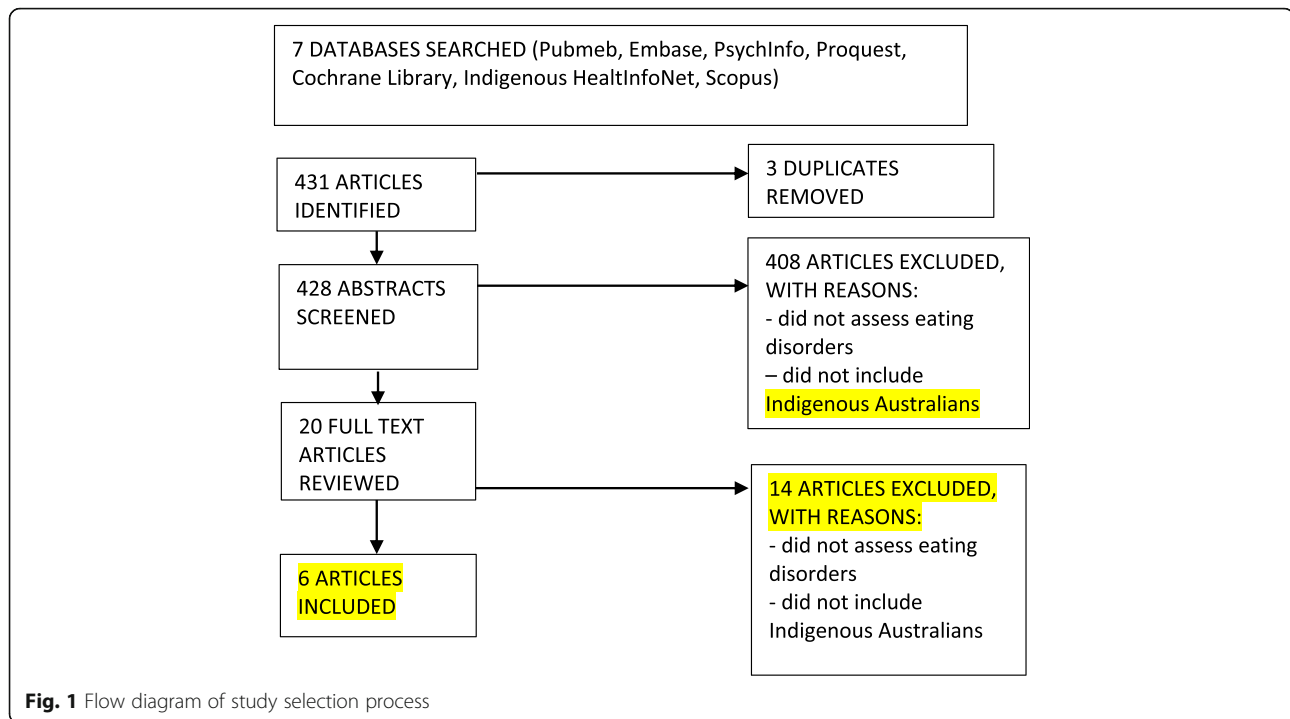 7 DATABASES SEARCHED (Pubmeb, Embase, PsychInfo, Proquest,
Cochrane Library, Indigenous HealtInfoNet, Scopus)
431 ARTICLES
IDENTIFIED
3 DUPLICATES
REMOVED
428 ABSTRACTS
SCREENED
408 ARTICLES EXCLUDED,
WITH REASONS:
- did not assess eating
disorders
– did not include
Indigenous Australians
20 FULL TEXT
ARTICLES
REVIEWED
14 ARTICLES EXCLUDED,
WITH REASONS:
- did not assess eating
disorders
- did not include
Indigenous Australians
6 ARTICLES
INCLUDED
Fig. 1 Flow diagram of study selection process